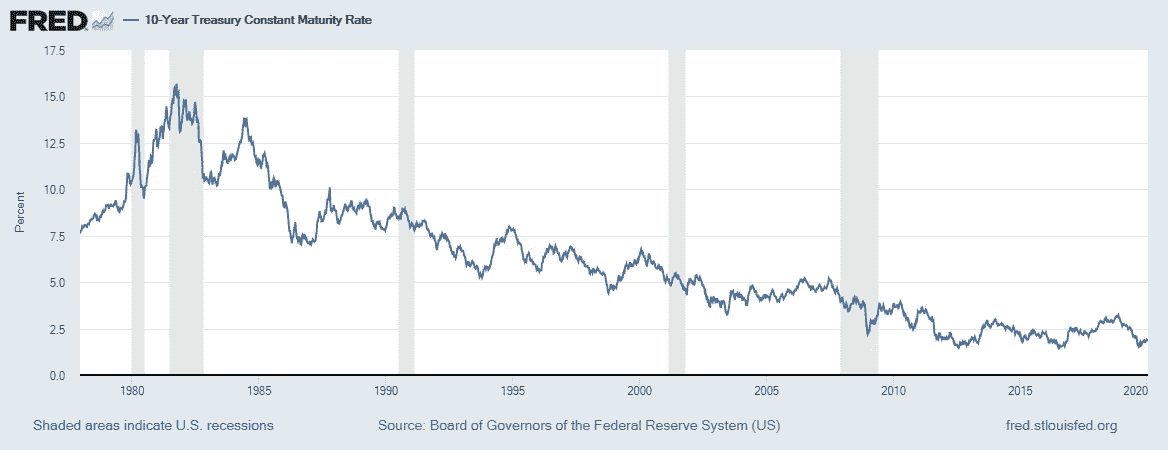 FRED 10-Year Treasury Constant Maturity Rate
17.5
15.0
12.5
10.0
7.5
5.0
2.5
0.0
Percent
1980 1985 1990 1995 2000 2005 2010 2015 2020
Shaded areas indicate U.S. recessions Source: Board of Governors of the Federal Reserve System (US) fred.stlouisfed.org